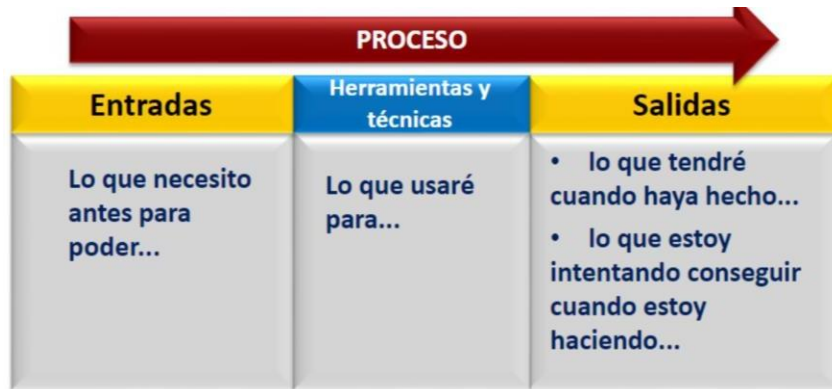 PROCESO
Entradas
Herramientas y
técnicas
Salidas
Lo que necesito
antes para
poder...
Lo que usaré
para...
• lo que tendré
cuando haya hecho...
• lo que estoy
intentando conseguir
cuando estoy
haciendo...